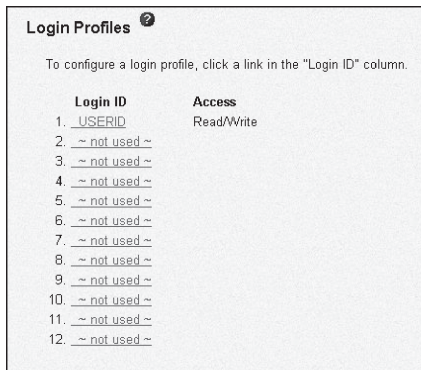 Login Profiles ?
To configure a login profile, click a link in the "Login ID" column.
Login ID Access
1. USERID Read/Write
2. ~ not used ~
3. ~ not used ~
4. ~ not used ~
5. ~ not used ~
6. ~ not used ~
7. ~ not used ~
8. ~ not used ~
9. ~ not used ~
10. ~ not used ~
11. ~ not used ~
12. ~ not used ~